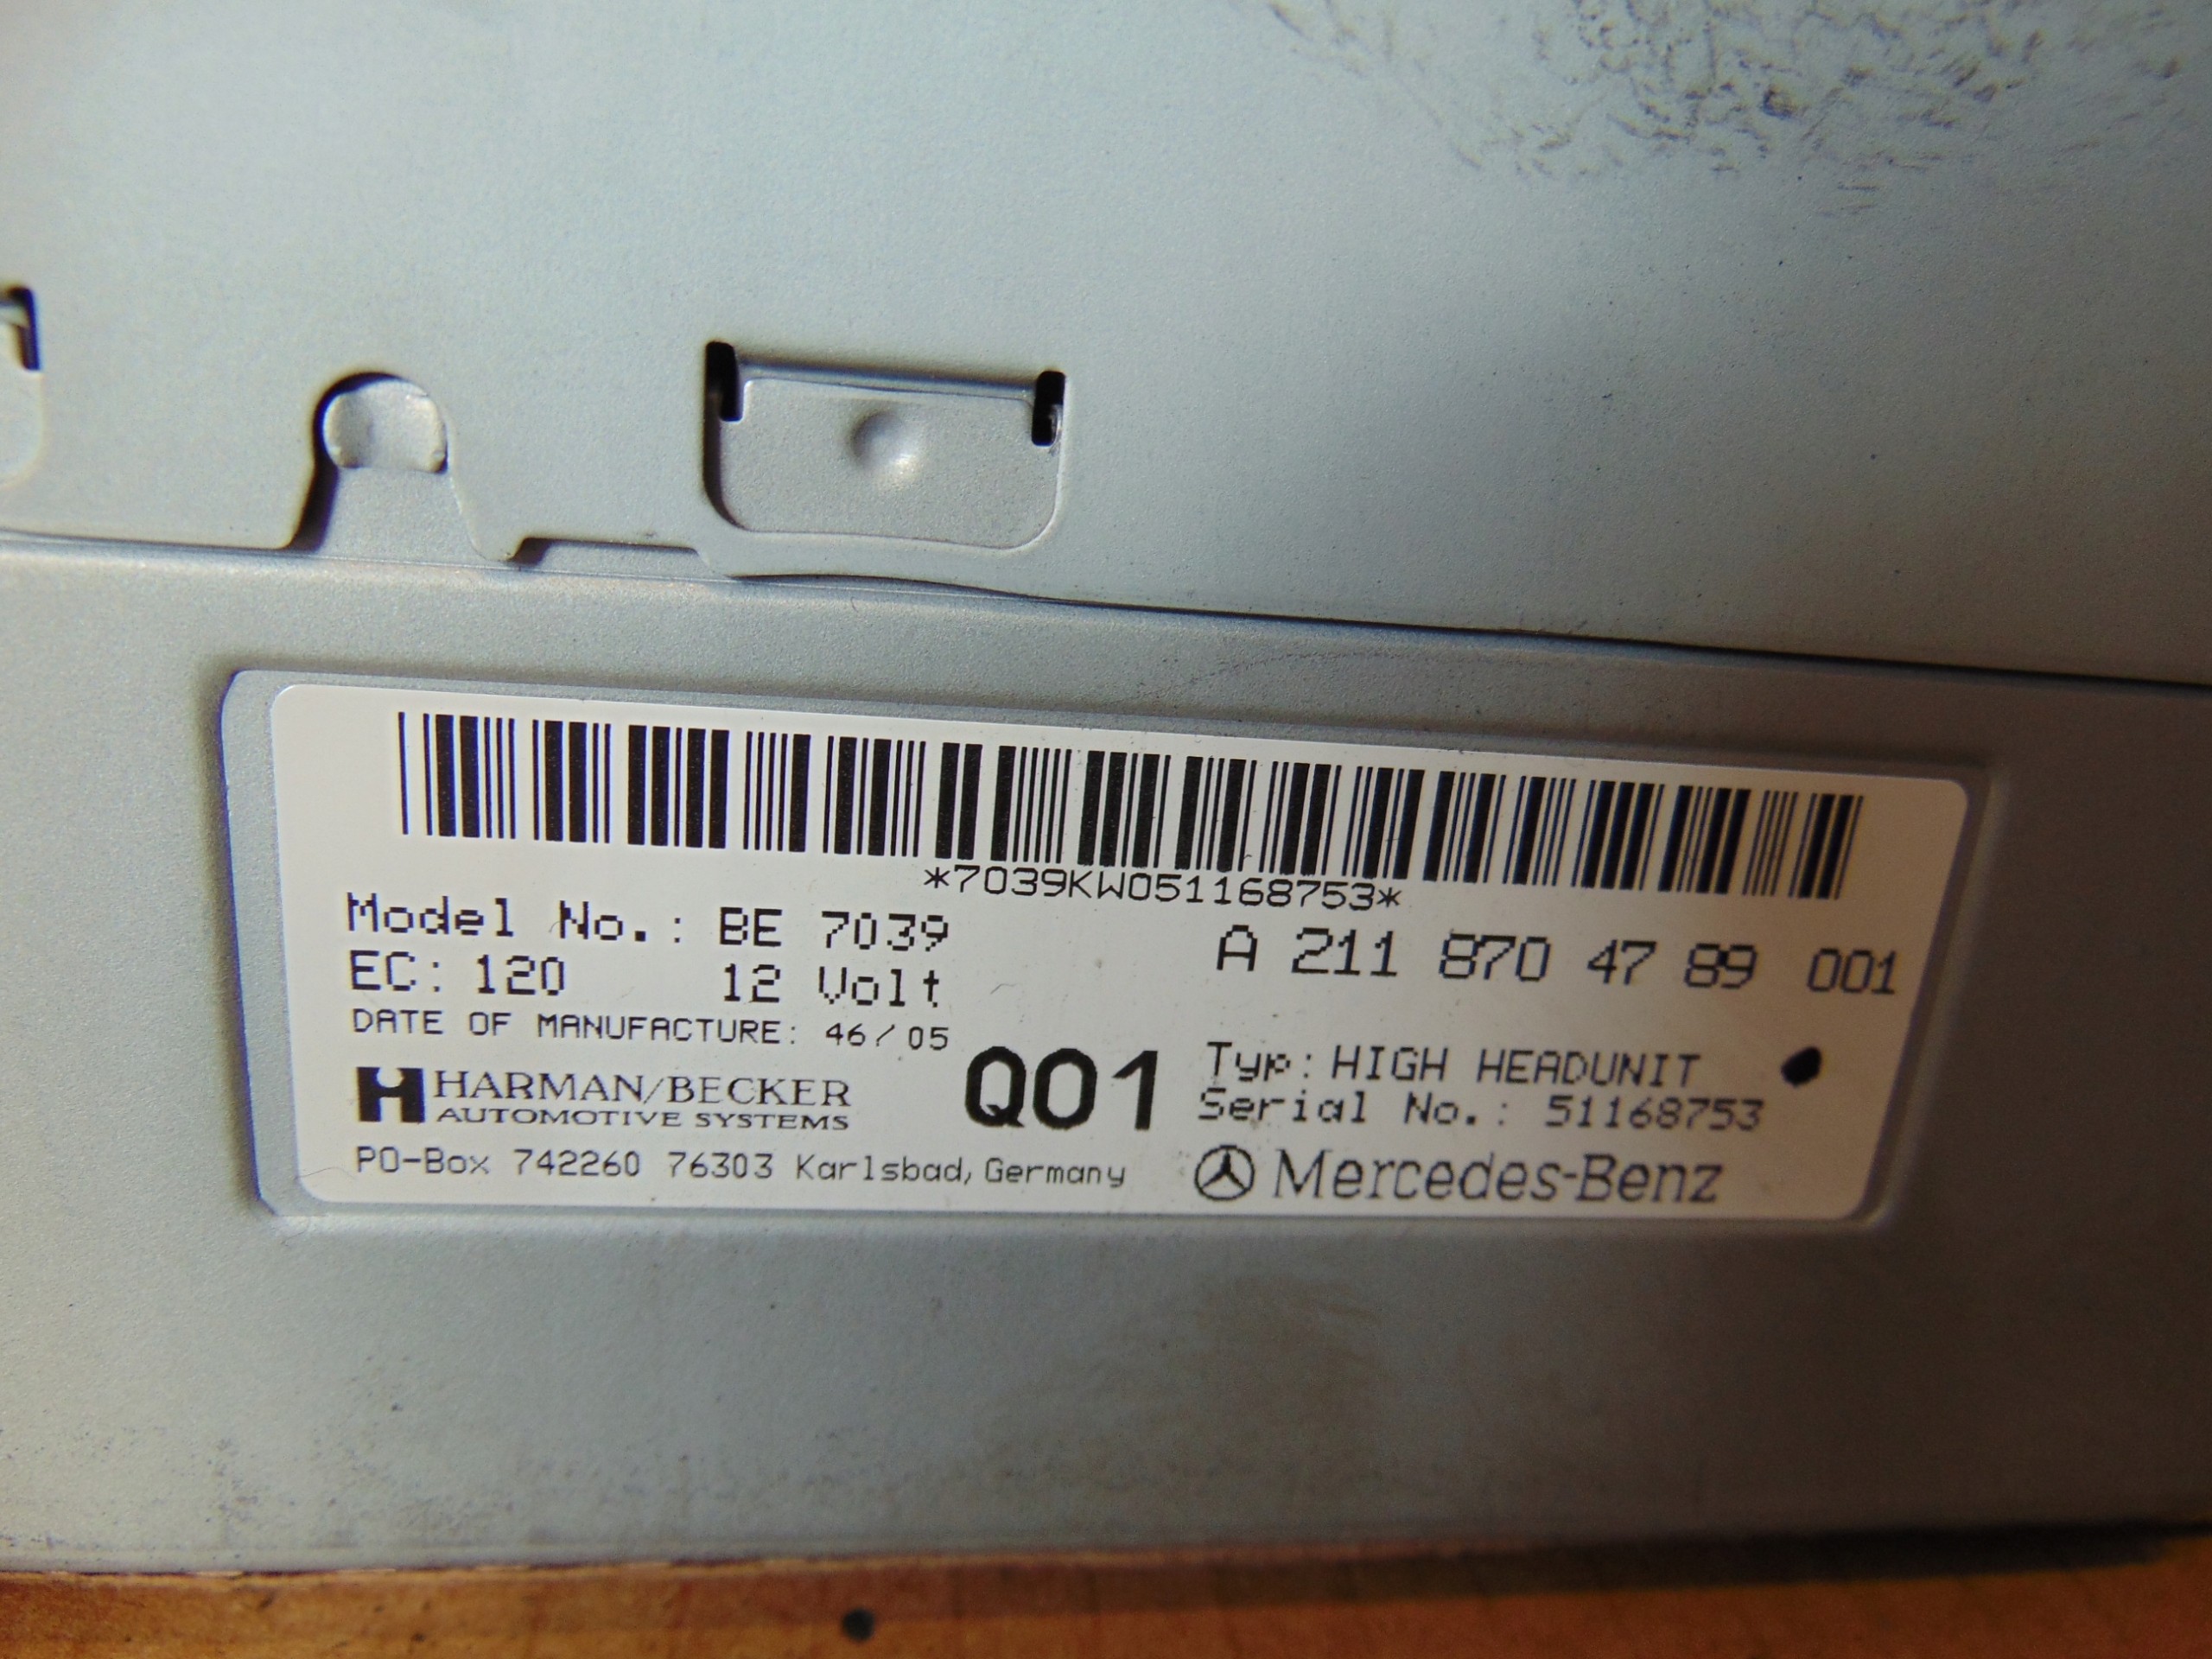 *7039KW051168753*
Model No.: BE 7039
A 211 870 47 89 001
EC: 120 12 Volt
DATE OF MANUFACTURE: 46/05
HARMAN/BECKER
AUTOMOTIVE SYSTEMS
Q01
Typ: HIGH HEADUNIT
Serial No.: 51168753
PO-Box 742260 76303 Karlsbad, Germany
Mercedes-Benz